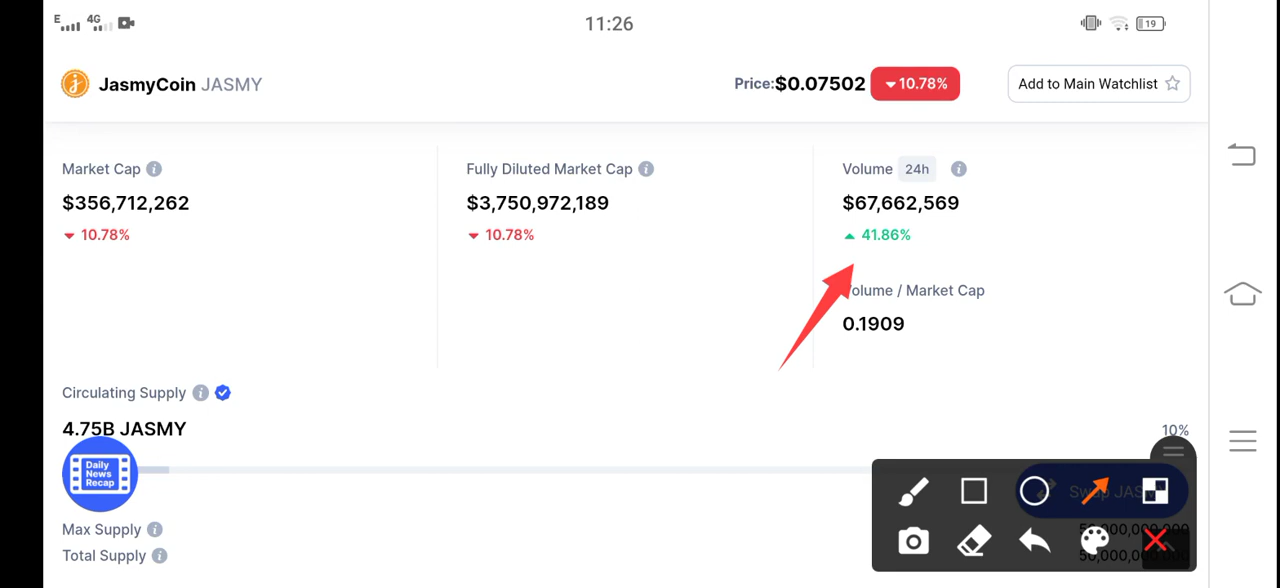 E 4G 11:26 19
JasmyCoin JASMY Price:$0.07502 10.78% Add to Main Watchlist
Market Cap
$356,712,262
10.78%
Fully Diluted Market Cap
$3,750,972,189
10.78%
Volume 24h
$67,662,569
41.86%
Volume / Market Cap
0.1909
Circulating Supply
4.75B JASMY
10%
Daily
News
Recap
Max Supply
Total Supply